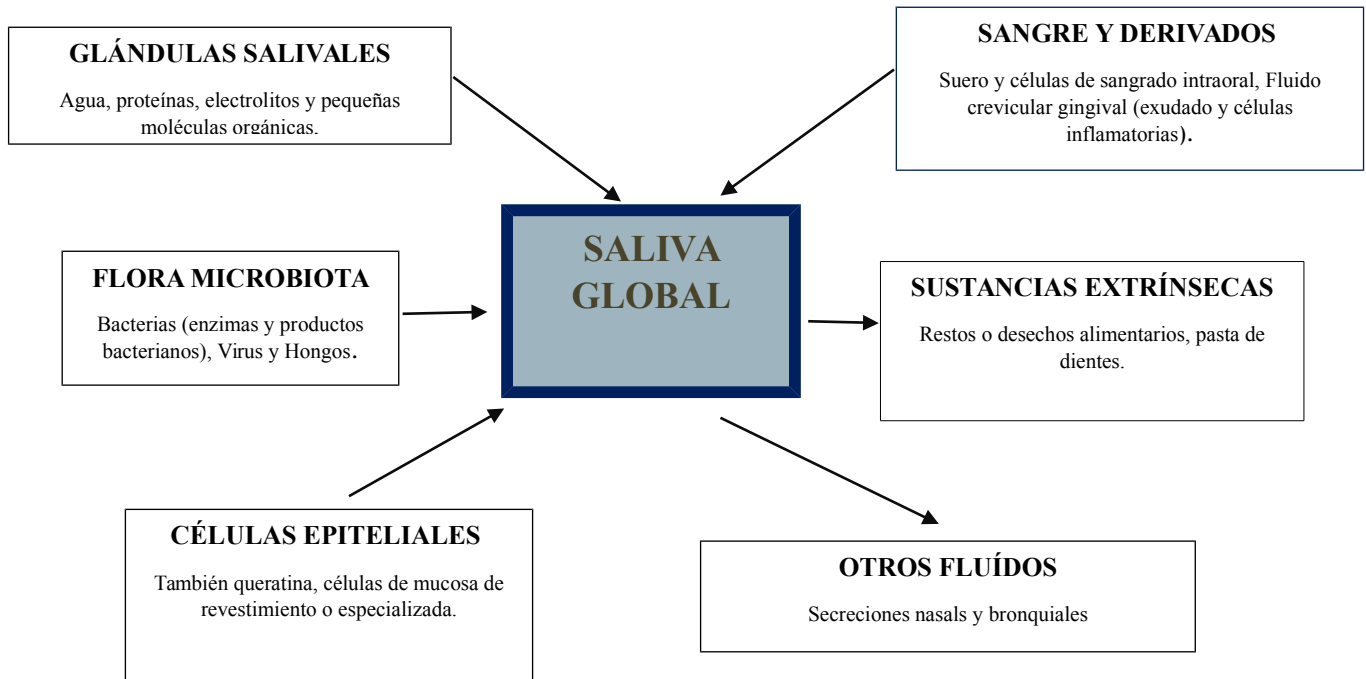 GLÁNDULAS SALIVALES
Agua, proteínas, electrolitos y pequeñas
moléculas orgánicas.
SANGRE Y DERIVADOS
Suero y células de sangrado intraoral, Fluido
crevicular gingival (exudado y células
inflamatorias).
SALIVA
GLOBAL
FLORA MICROBIOTA
Bacterias (enzimas y productos
bacterianos), Virus y Hongos.
SUSTANCIAS EXTRÍNSECAS
Restos o desechos alimentarios, pasta de
dientes.
CÉLULAS EPITELIALES
También queratina, células de mucosa de
revestimiento o especializada.
OTROS FLUÍDOS
Secreciones nasals y bronquiales